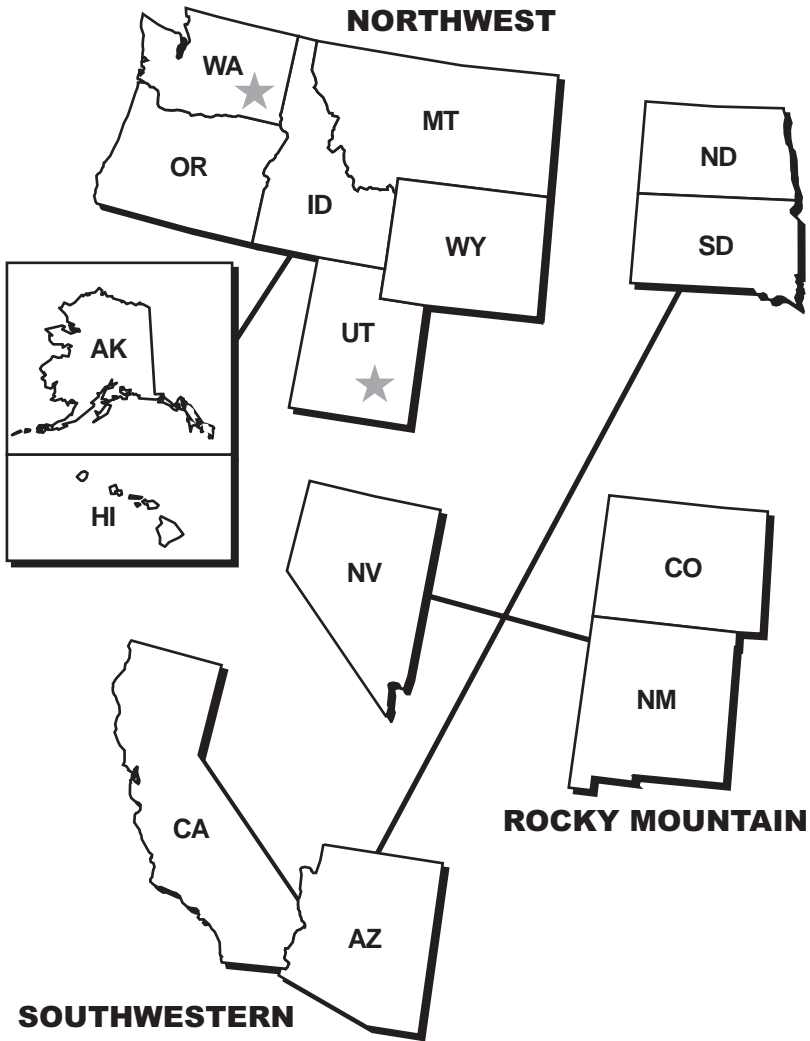 NORTHWEST
WA
MT
OR
ID
WY
ND
SD
UT
AK
HI
NV
CO
NM
ROCKY MOUNTAIN
CA
AZ
SOUTHWESTERN